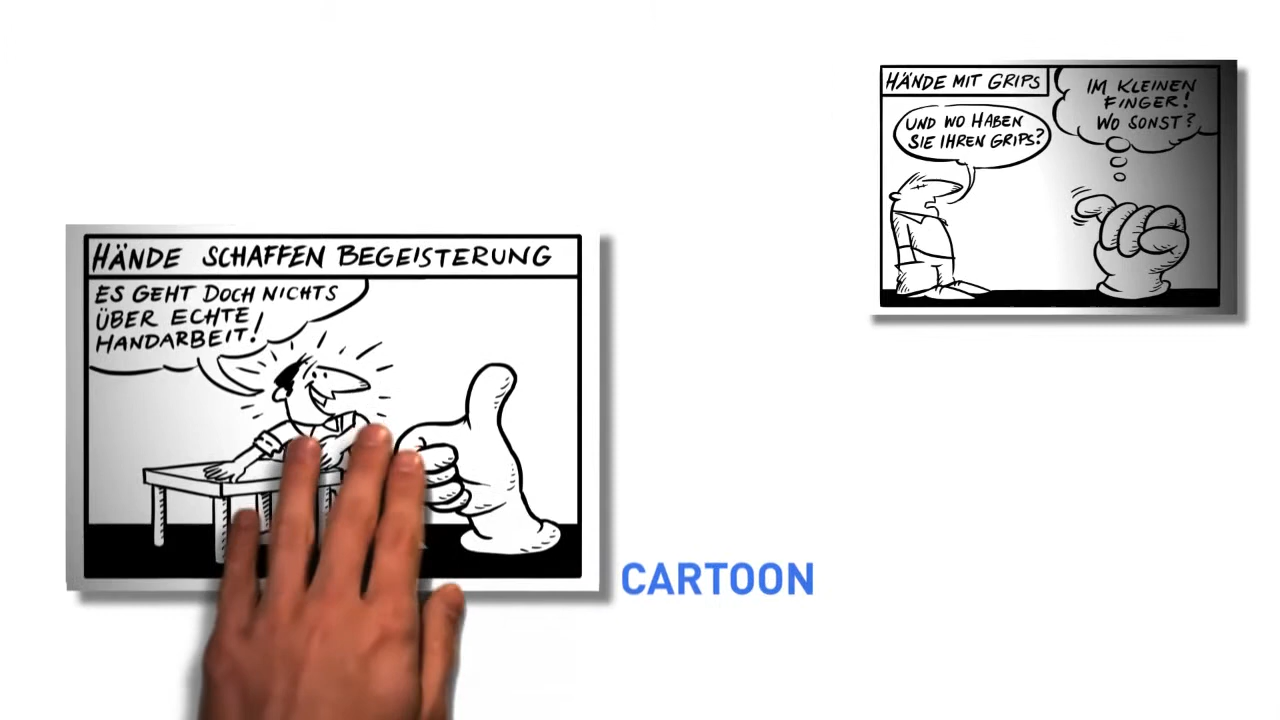 HÄNDE SCHAFFEN BEGEISTERUNG
ES GEHT DOCH NICHTS
ÜBER ECHTE
HANDARBEIT!
HÄNDE MIT GRIPS
UND WO HABEN
SIE IHREN GRIPS?
IM KLEINEN
FINGER!
WO SONST?
CARTOON